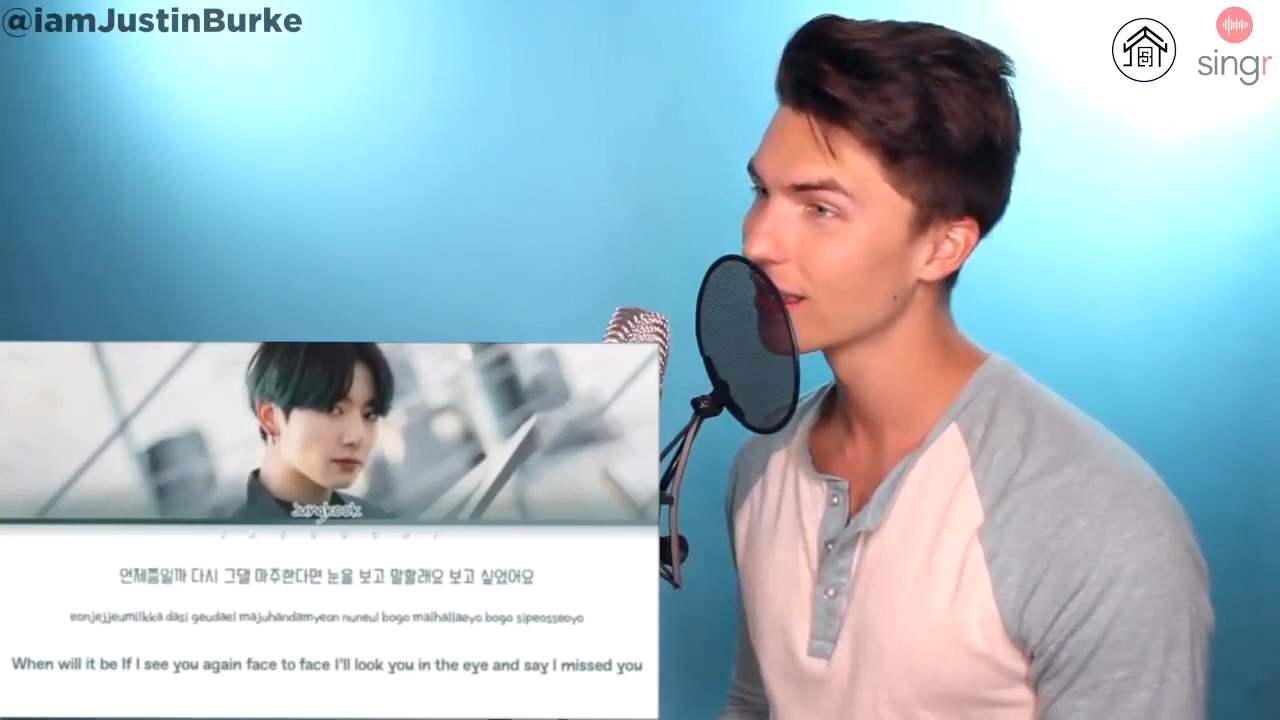 @iamJustinBurke
singr
Jungkook
언제쯤일까 다시 그댈 마주한다면 눈을 보고 말할래요 보고 싶었어요
eonjejjeumilkka dasi geudael majuhandamyeon nuneul bogo malhallaeyo bogo sipeosseoyo
When will it be If I see you again face to face I'll look you in the eye and say I missed you